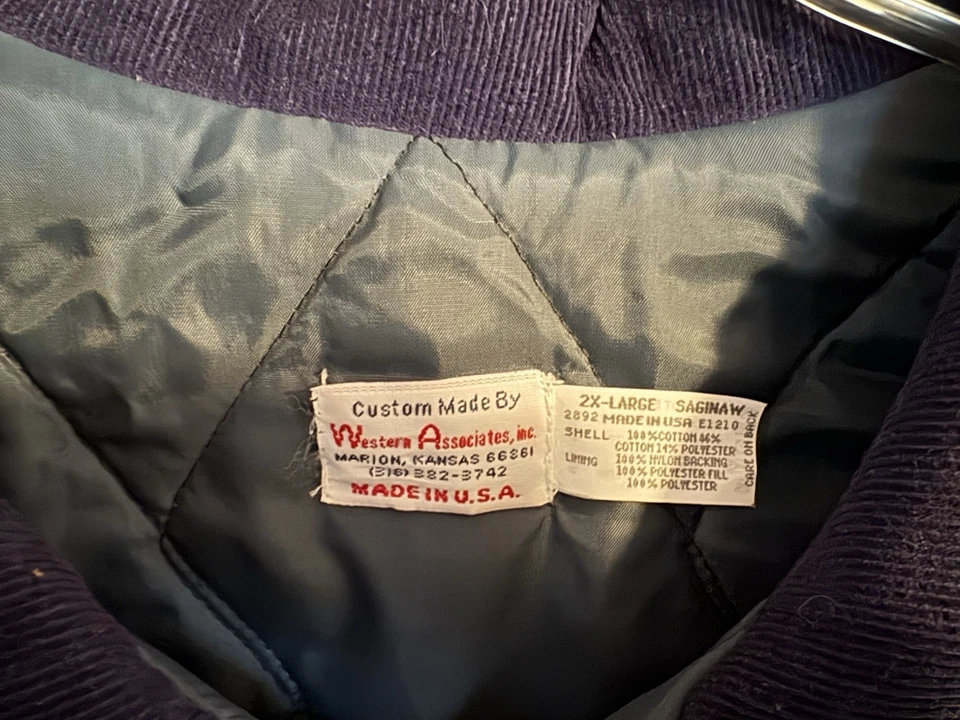 Custom Made By
Western Associates, Inc.
MARION, KANSAS 66861
(316) 382-3742
MADE IN U.S.A.
2X-LARGE SAGINAW
2892 MADE IN USA E1210
SHELL 100%COTTON 86%
COTTON 14% POLYESTER
LINING 100% NYLON BACKING
100% POLYESTER FILL
100% POLYESTER
CARE ON BACK